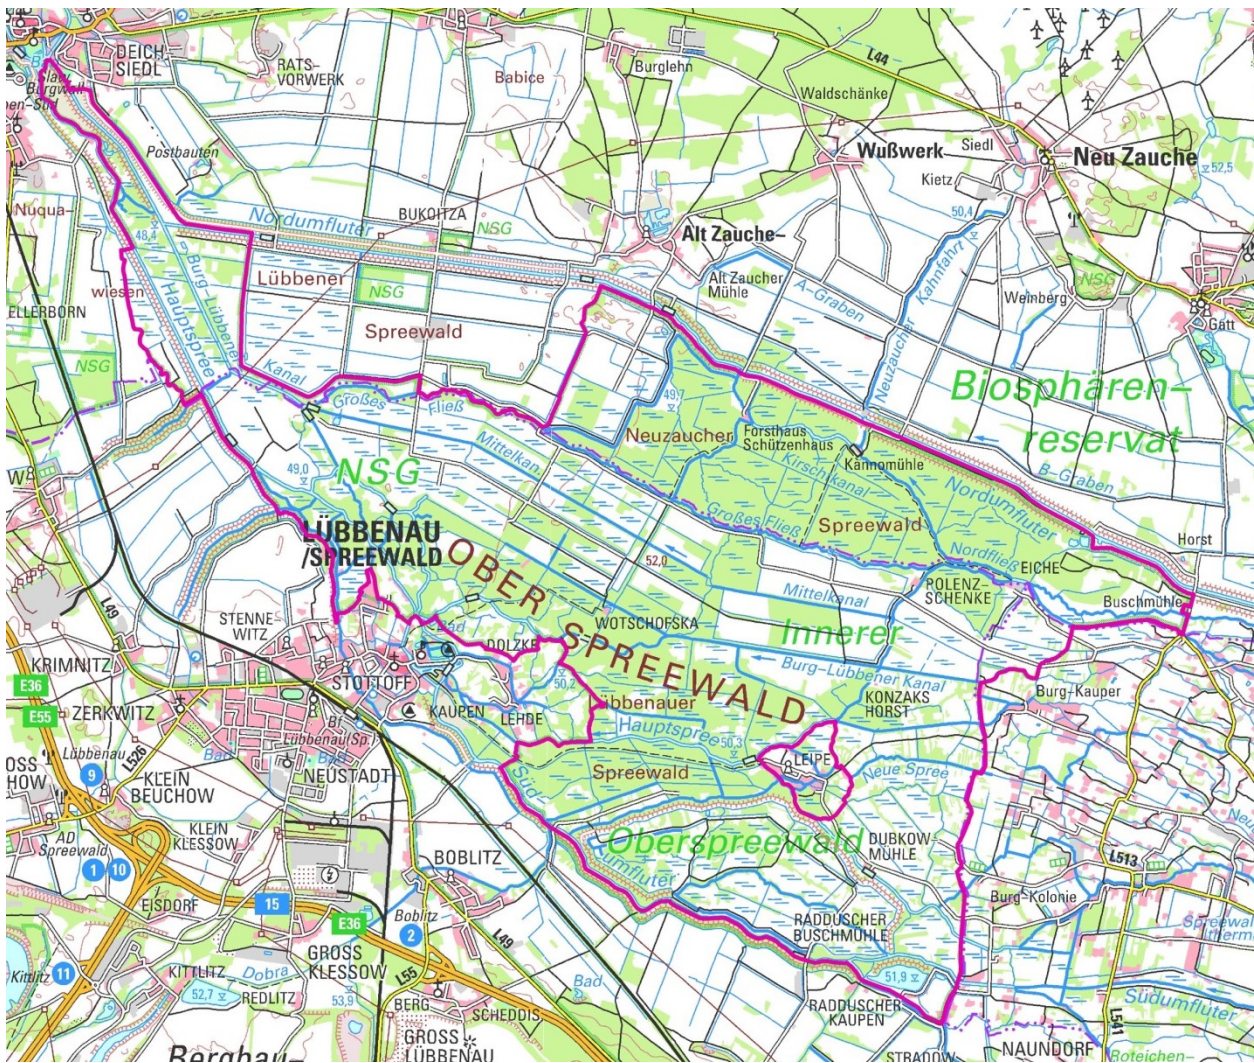 DEICH-
SIEDL
Slaw.
Burgwall
RATS-
VORWERK
Babice
Burglehn
L44
Waldschänke
Wußwerk
Siedl
Kietz
Neu Zauche
52,5
50,4
Postbauten
Nuqua-
wiesen
48,4
Nordumfluter
BUKOITZA
NSG
Alt Zauche-
Alt Zaucher
Mühle
A-Graben
Kahnfahrt
Neuzaucher
Weinberg
NSG
Burg-Lübbener
Hauptspree
Lübbener
NSG
Spreewald
ELLERBORN
NSG
Kanal
Großes
Fließ
Mittelkan.
49,7
Neuzaucher
Forsthaus
Schützenhaus
Kannomühle
Kirschkanal
Spreewald
Nordumfluter
B-Graben
Biosphären-
reservat
49,0
NSG
LÜBBENAU
/SPREEWALD
Großes Fließ
Nordfließ
EICHE
Horst
52,0
POLENZ-
SCHENKE
Buschmühle
Mittelkanal
OBER
SPREEWALD
WOTSCHOFSKA
Innerer
Oberspreewald
Burg-Lübbener Kanal
KONZAKS
HORST
Burg-Kauper
L49
STENNE-
WITZ
KRIMNITZ
E36
E55
ZERKWITZ
STOTTOFF
DOLZKE
KAUPEN
LEHDE
50,2
Lübbenauer
Hauptspree
50,3
Spreewald
LEIPE
Neue Spree
Lübbenau
9
L526
Bad
Bf
Lübbenau(Sp.)
NEUSTADT
KLEIN
BEUCHOW
KLEIN
KLESSOW
AD
Spreewald
1
10
EISDORF
15
E36
Süd
umfluter
DUBKOW-
MÜHLE
L513
Burg-Kolonie
BOBLITZ
Boblitz
2
L49
RADDUSCHER
BUSCHMÜHLE
11
Kittlitz
KITTLITZ
52,7
Dobra
REDLITZ
GROSS
KLESSOW
53,9
L55
BERG
SCHEDDIS
GROSS
LÜBBENAU
Bad
51,9
RADDUSCHER
KAUPEN
Südumfluter
L541
STRADOW
NAUNDORF
Roteichen-
Bergbau-